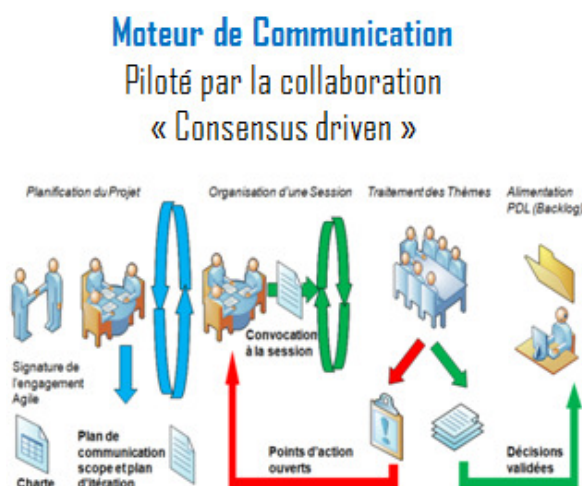 Moteur de Communication
Piloté par la collaboration
« Consensus driven »
Planification du Projet
Organisation d'une Session
Traitement des Thèmes
Alimentation
PDL (Backlog)
Convocation
à la session
Signature de
l'engagement
Agile
Plan de
communication
scope et plan
d'itération
Points d'action
ouverts
Décisions
validées
Charte